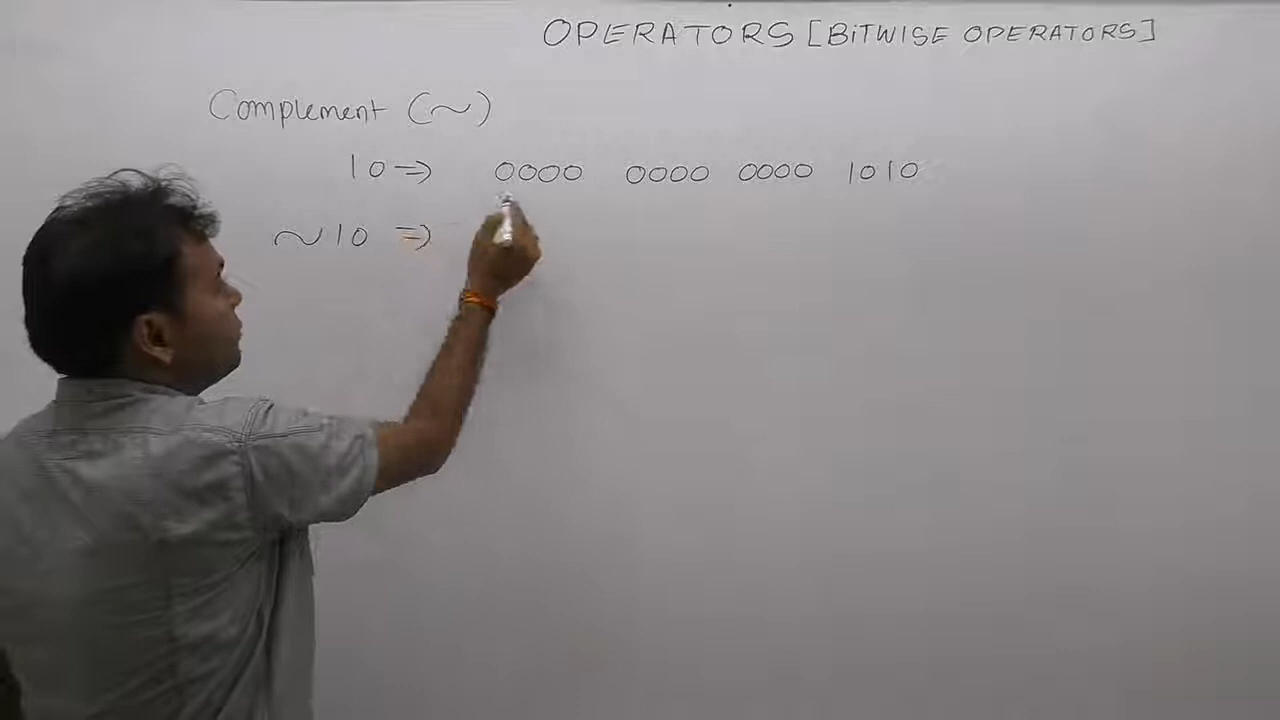 OPERATORS [BITWISE OPERATORS]
Complement (~)
10 => 0000 0000 0000 1010
~10 =>